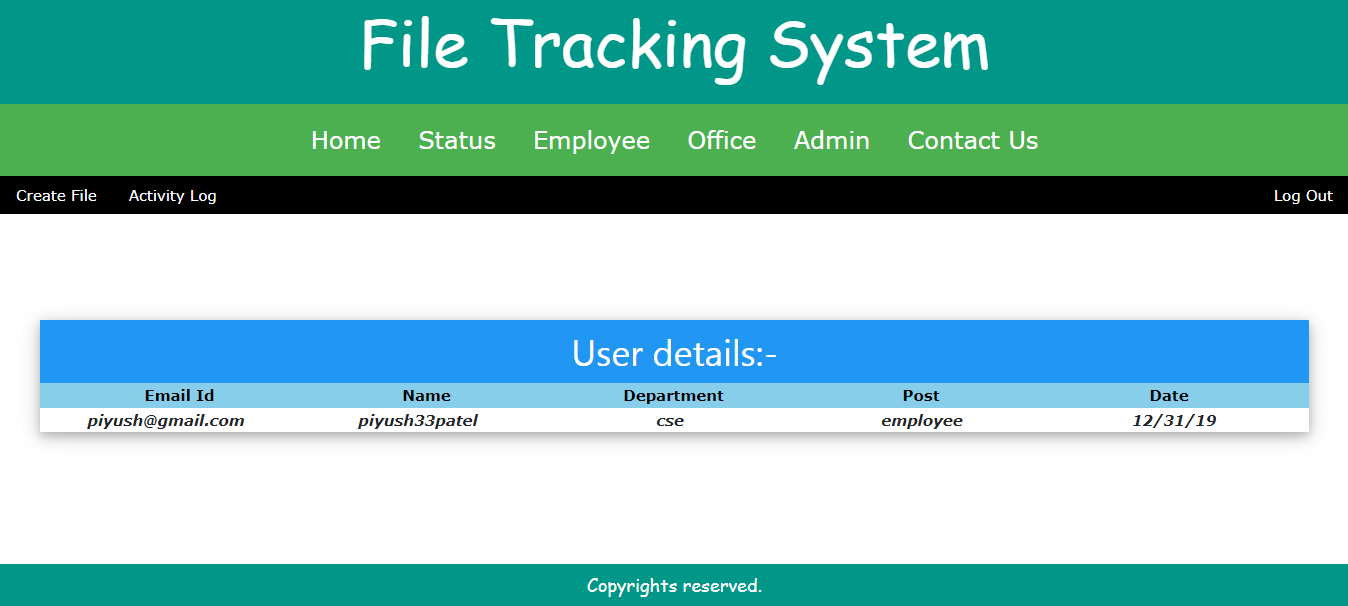 File Tracking System
Home Status Employee Office Admin Contact Us
Create File Activity Log Log Out
User details:-
Email Id Name Department Post Date
piyush@gmail.com piyush33patel cse employee 12/31/19
Copyrights reserved.